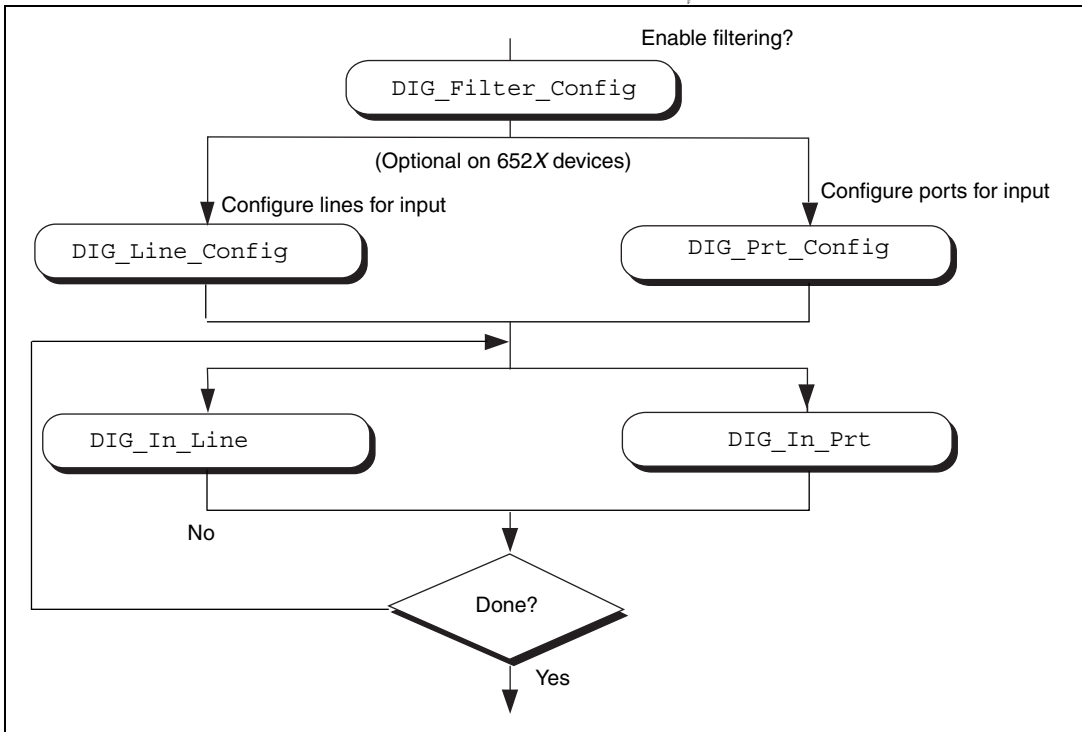 Enable filtering?
DIG_Filter_Config
(Optional on 652X devices)
Configure lines for input
Configure ports for input
DIG_Line_Config
DIG_Prt_Config
DIG_In_Line
DIG_In_Prt
No
Done?
Yes